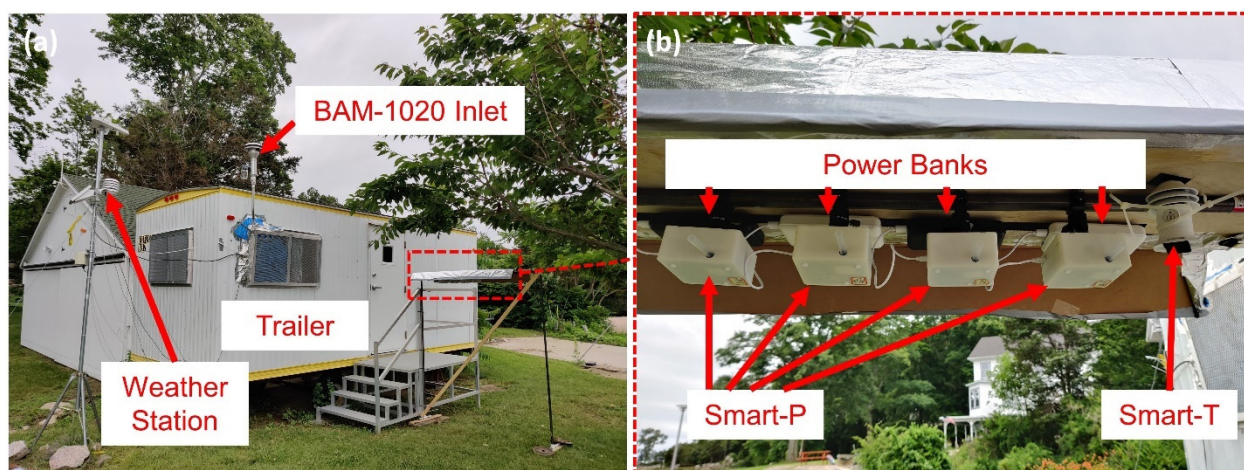 (a)
BAM-1020 Inlet
Trailer
Weather
Station
(b)
Power Banks
Smart-P
Smart-T